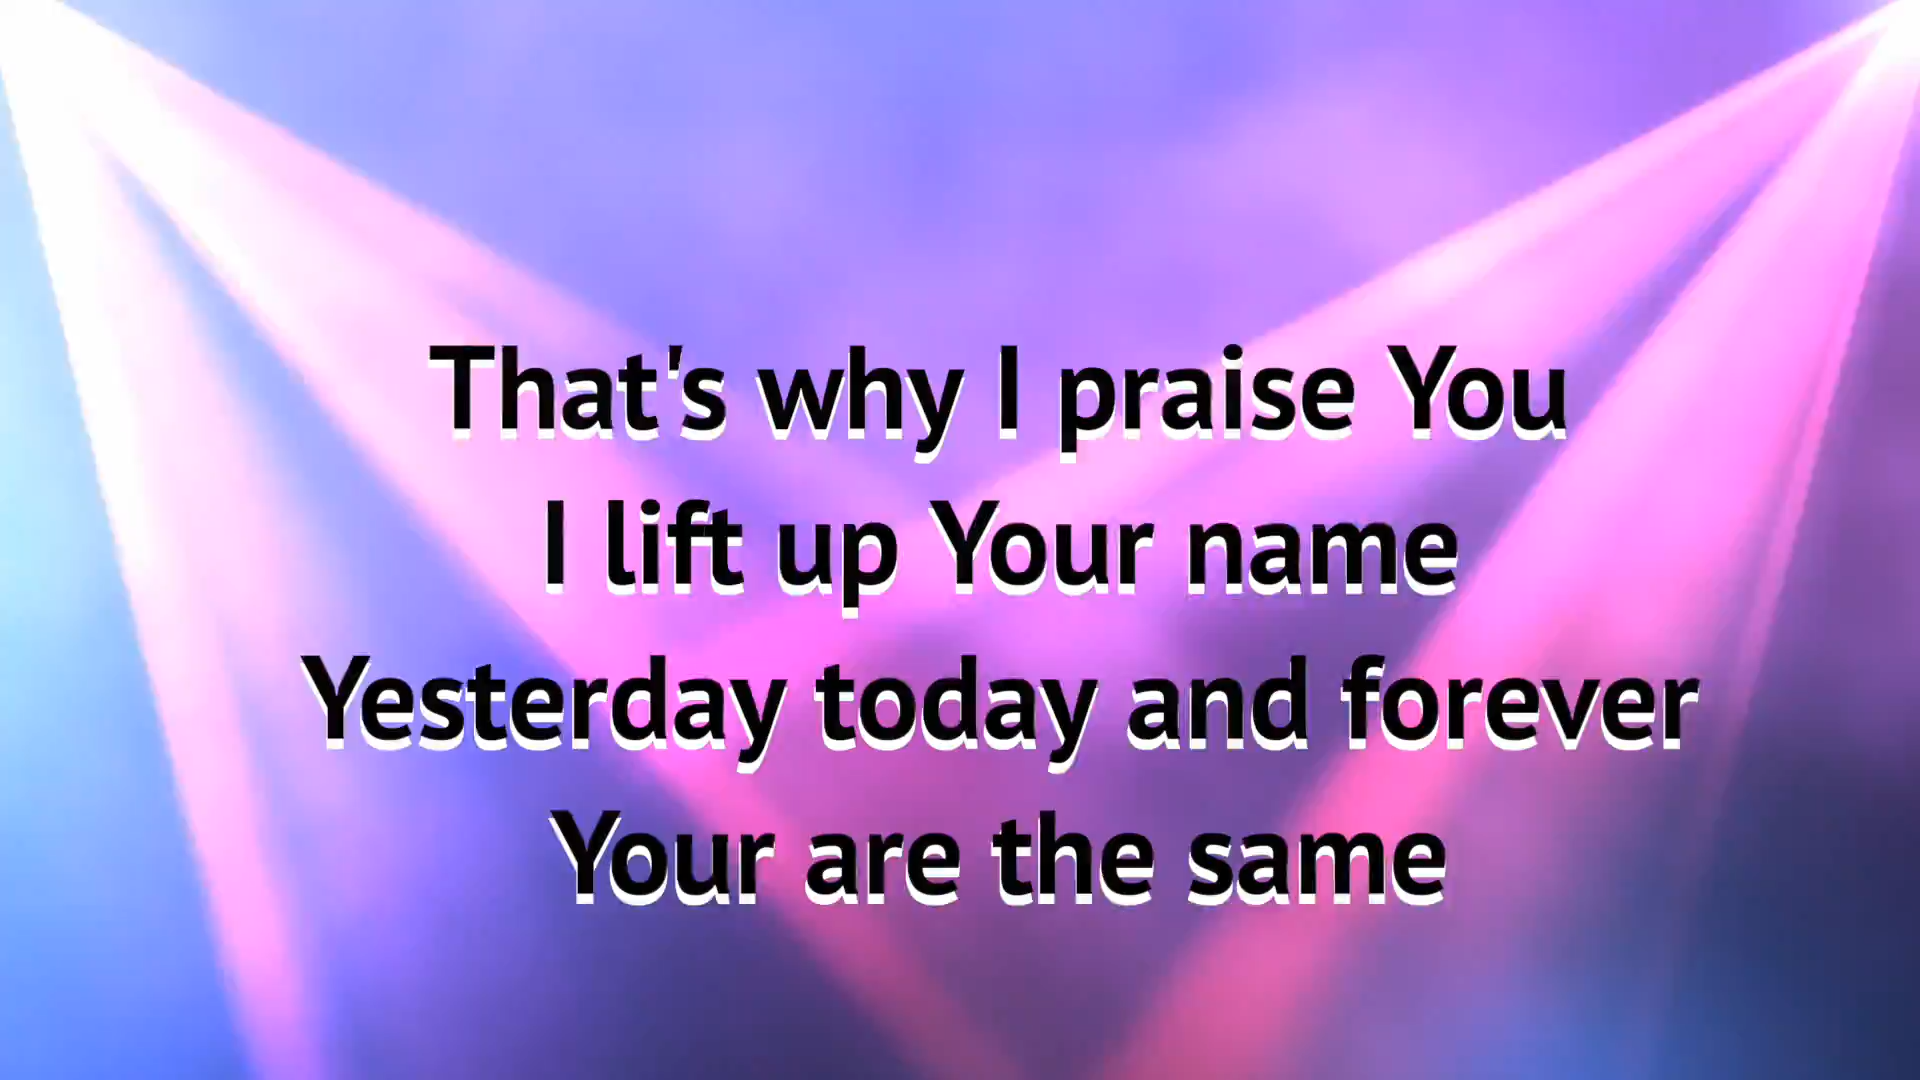 That's why I praise You
I lift up Your name
Yesterday today and forever
Your are the same